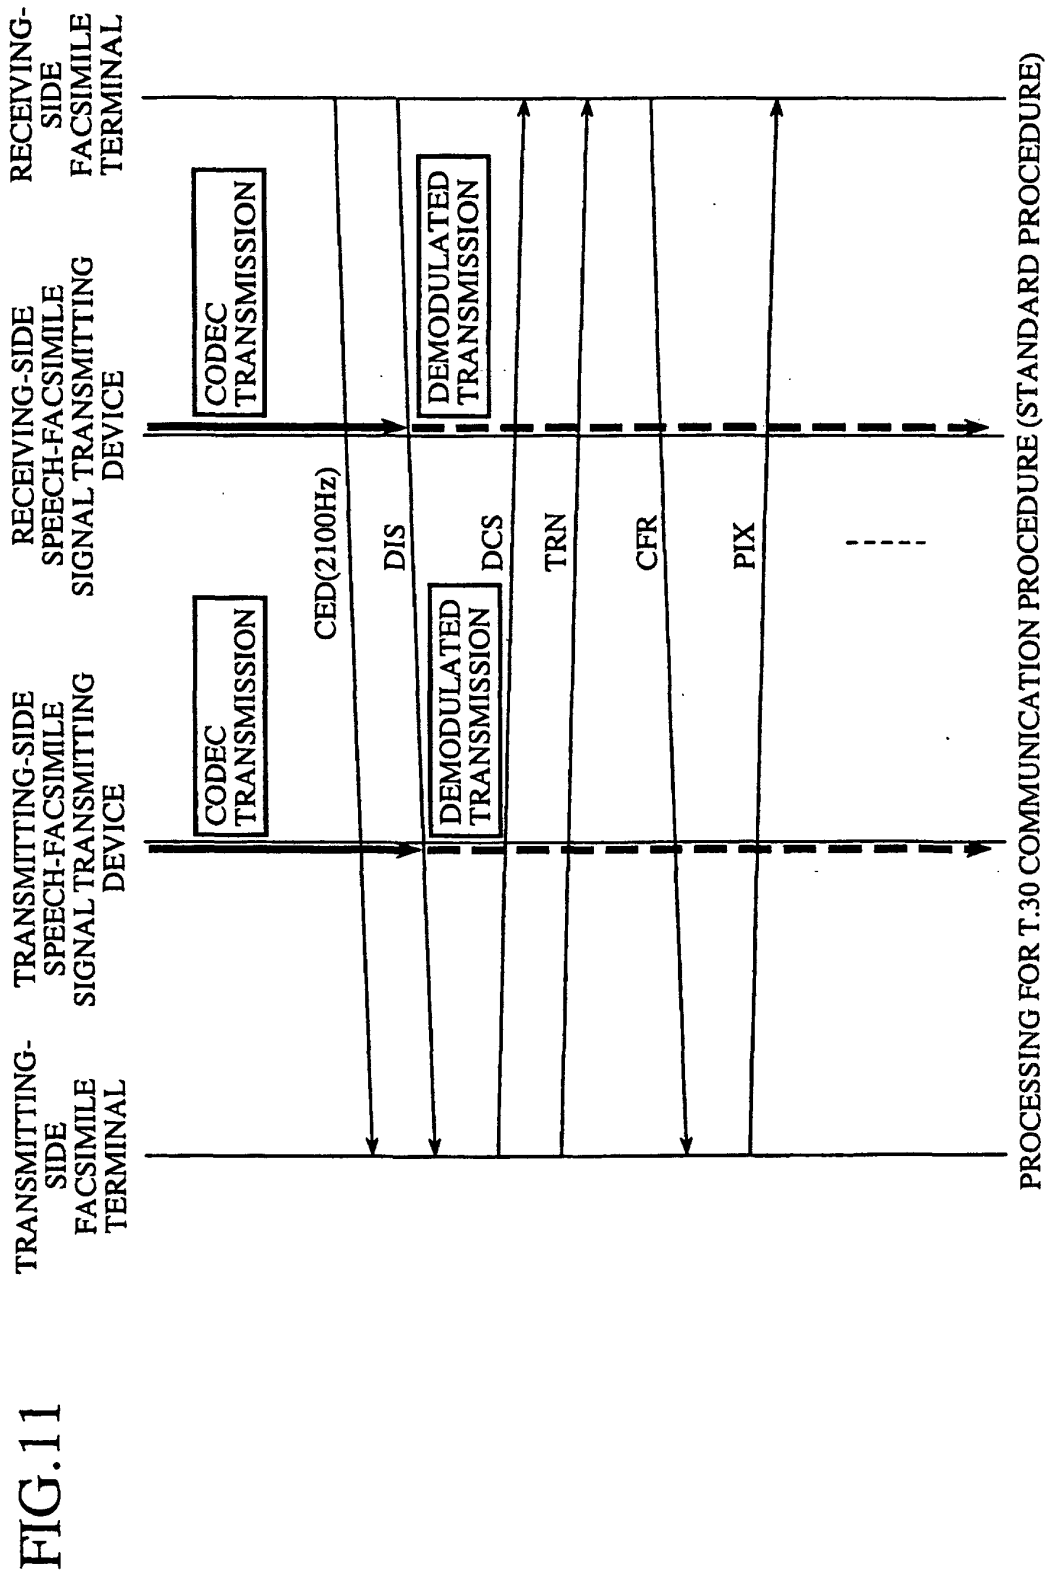 FIG.11
TRANSMITTING-
SIDE
FACSIMILE
TERMINAL
TRANSMITTING-SIDE
SPEECH-FACSIMILE
SIGNAL TRANSMITTING
DEVICE
RECEIVING-SIDE
SPEECH-FACSIMILE
SIGNAL TRANSMITTING
DEVICE
RECEIVING-
SIDE
FACSIMILE
TERMINAL
CODEC
TRANSMISSION
CODEC
TRANSMISSION
CED(2100Hz)
DIS
DEMODULATED
TRANSMISSION
DEMODULATED
TRANSMISSION
DCS
TRN
CFR
PIX
PROCESSING FOR T.30 COMMUNICATION PROCEDURE (STANDARD PROCEDURE)